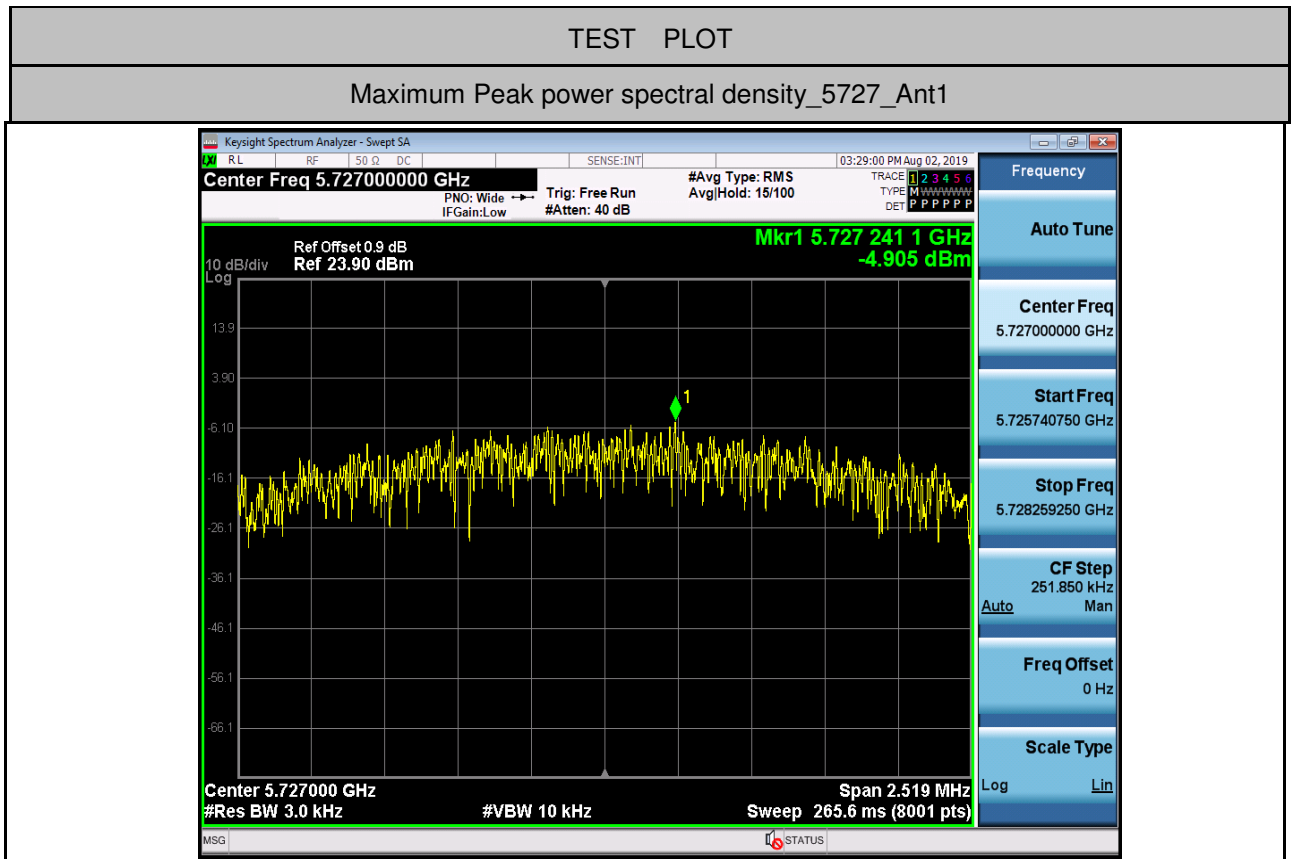 TEST PLOT
Maximum Peak power spectral density_5727_Ant1
Keysight Spectrum Analyzer - Swept SA
LXI RL RF 50 Ω DC SENSE:INT 03:29:00 PM Aug 02, 2019
Center Freq 5.727000000 GHz
PNO: Wide
IFGain:Low
Trig: Free Run
#Atten: 40 dB
#Avg Type: RMS
Avg|Hold: 15/100
TRACE 1 2 3 4 5 6
TYPE M W W W W W
DET P P P P P P
Mkr1 5.727 241 1 GHz
-4.905 dBm
Ref Offset 0.9 dB
10 dB/div Ref 23.90 dBm
Log
13.9
3.90
-6.10
-16.1
-26.1
-36.1
-46.1
-56.1
-66.1
1
Center 5.727000 GHz Span 2.519 MHz
#Res BW 3.0 kHz #VBW 10 kHz Sweep 265.6 ms (8001 pts)
MSG STATUS
Frequency
Auto Tune
Center Freq
5.727000000 GHz
Start Freq
5.725740750 GHz
Stop Freq
5.728259250 GHz
CF Step
251.850 kHz
Auto Man
Freq Offset
0 Hz
Scale Type
Log Lin